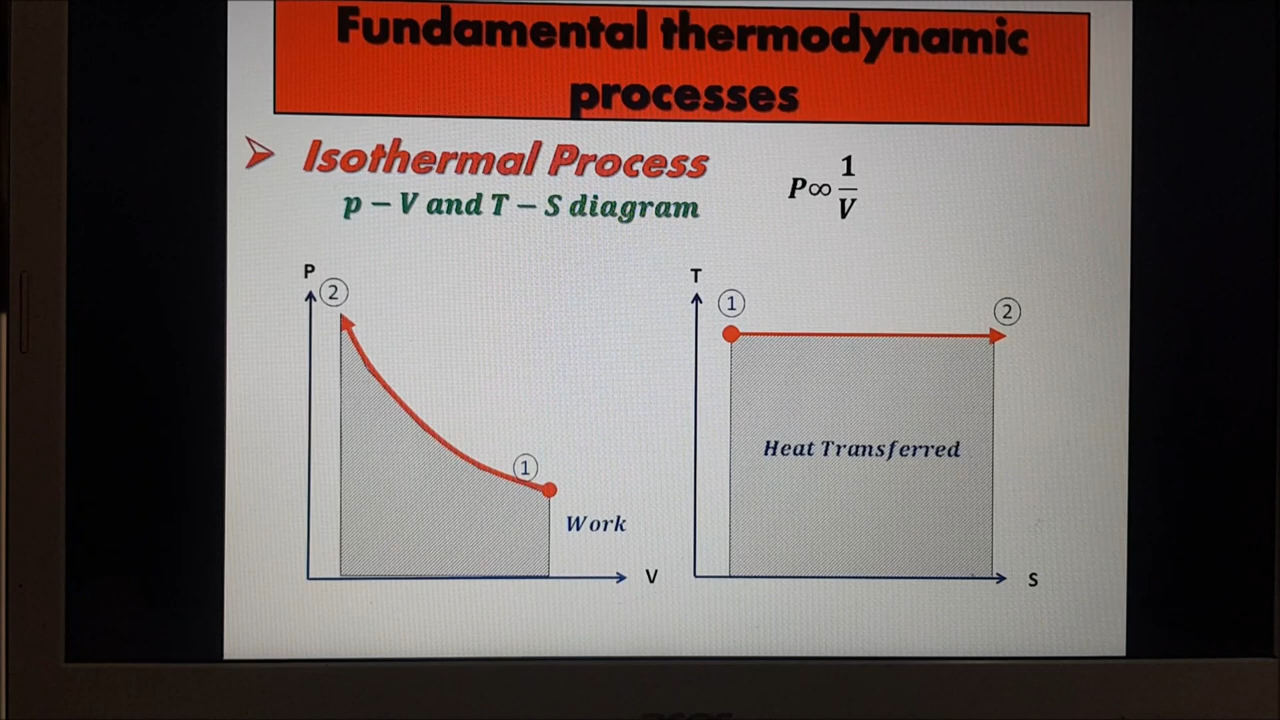 Fundamental thermodynamic
processes
Isothermal Process
p – V and T – S diagram
P∞ 1/V
P
②
①
Work
V
T
①
②
Heat Transferred
S